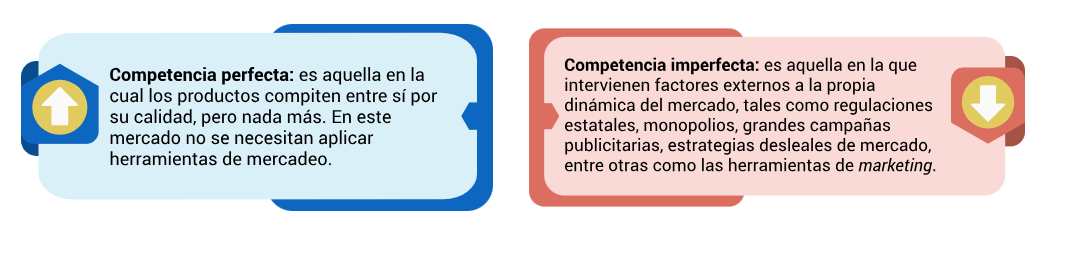 Competencia perfecta: es aquella en la
cual los productos compiten entre sí por
su calidad, pero nada más. En este
mercado no se necesitan aplicar
herramientas de mercadeo.
Competencia imperfecta: es aquella en la que
intervienen factores externos a la propia
dinámica del mercado, tales como regulaciones
estatales, monopolios, grandes campañas
publicitarias, estrategias desleales de mercado,
entre otras como las herramientas de marketing.